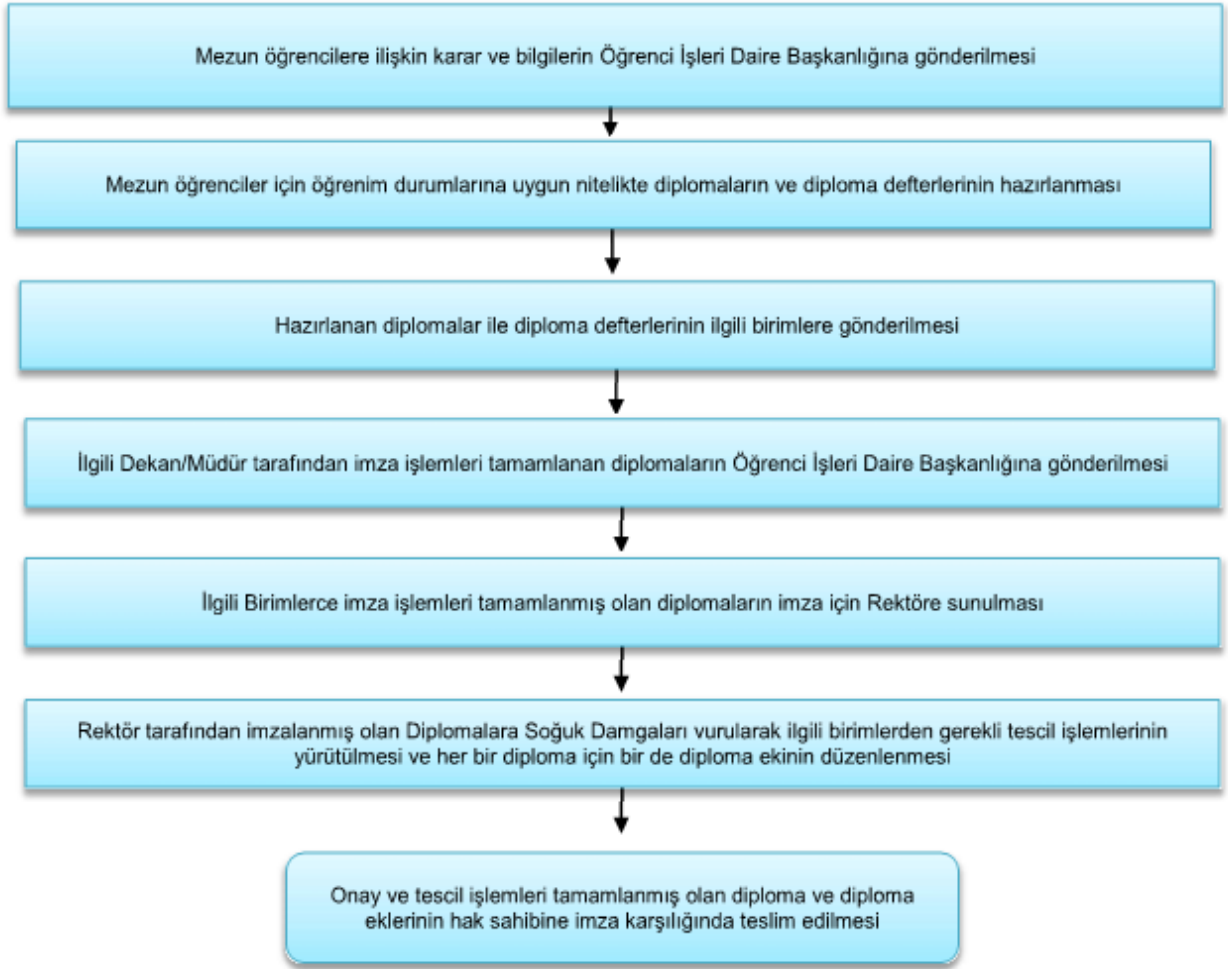 Mezun öğrencilere ilişkin karar ve bilgilerin Öğrenci İşleri Daire Başkanlığına gönderilmesi
Mezun öğrenciler için öğrenim durumlarına uygun nitelikte diplomaların ve diploma defterlerinin hazırlanması
Hazırlanan diplomalar ile diploma defterlerinin ilgili birimlere gönderilmesi
İlgili Dekan/Müdür tarafından imza işlemleri tamamlanan diplomaların Öğrenci İşleri Daire Başkanlığına gönderilmesi
İlgili Birimlerce imza işlemleri tamamlanmış olan diplomaların imza için Rektöre sunulması
Rektör tarafından imzalanmış olan Diplomalara Soğuk Damgaları vurularak ilgili birimlerden gerekli tescil işlemlerinin
yürütülmesi ve her bir diploma için bir de diploma ekinin düzenlenmesi
Onay ve tescil işlemleri tamamlanmış olan diploma ve diploma
eklerinin hak sahibine imza karşılığında teslim edilmesi